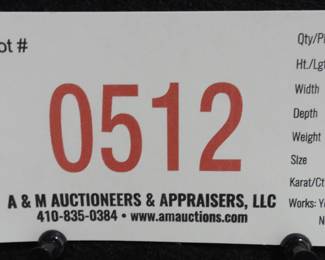 ot #
0512
A & M AUCTIONEERS & APPRAISERS, LLC
410-835-0384 • www.amauctions.com
Qty/P
Ht./Lgt
Width
Depth
Weight
Size
Karat/Ct
Works: Y
N